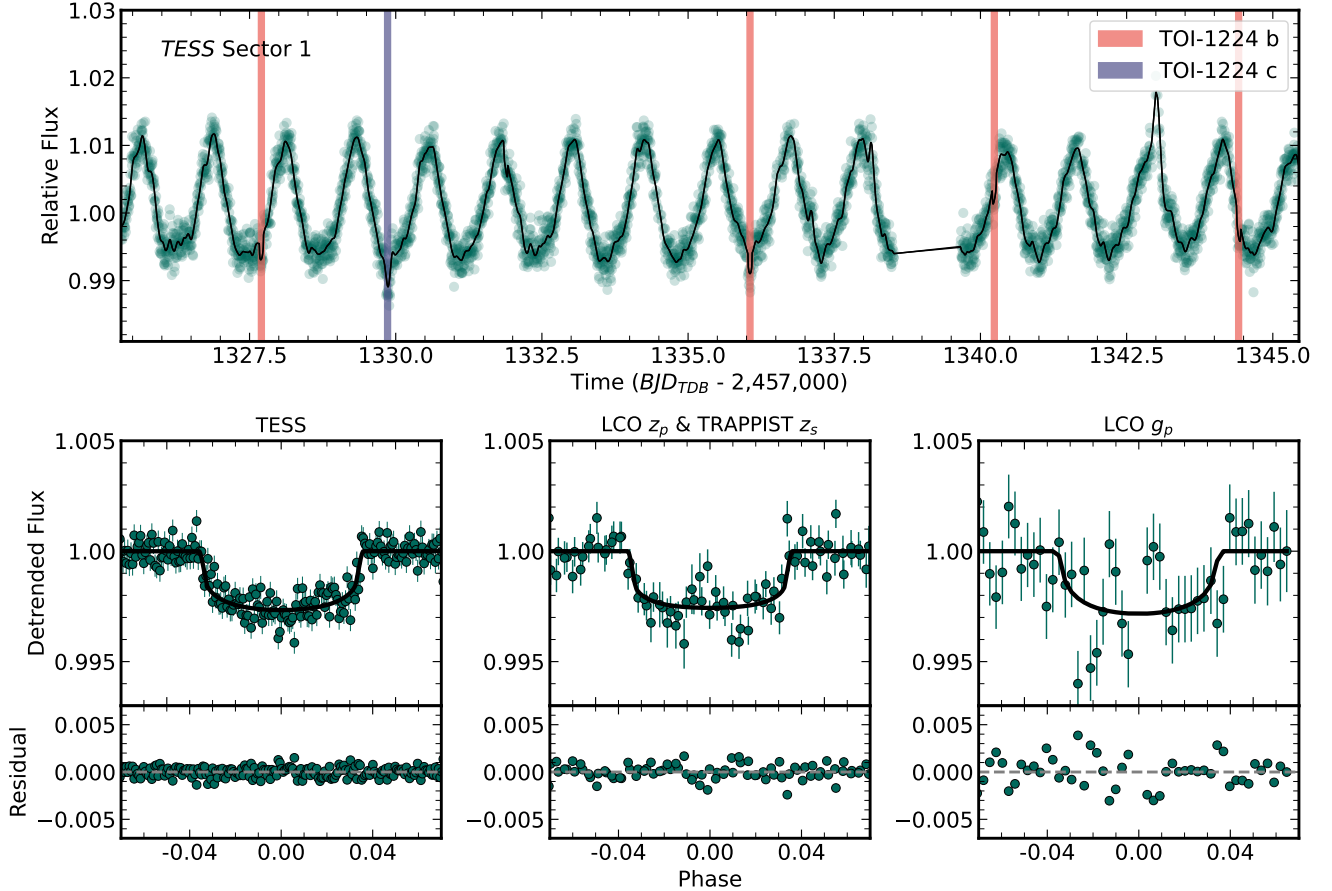 1.03
TESS Sector 1
TOI-1224 b
TOI-1224 c
1.02
1.01
1.00
0.99
Relative Flux
1327.5 1330.0 1332.5 1335.0 1337.5 1340.0 1342.5 1345.0
Time (BJD_TDB - 2,457,000)
TESS
LCO z_p & TRAPPIST z_s
LCO g_p
1.005 1.005 1.005
1.00 1.00 1.00
0.995 0.995 0.995
Detrended Flux
0.005 0.005 0.005
0.000 0.000 0.000
−0.005 −0.005 −0.005
Residual
-0.04 0.00 0.04 -0.04 0.00 0.04 -0.04 0.00 0.04
Phase